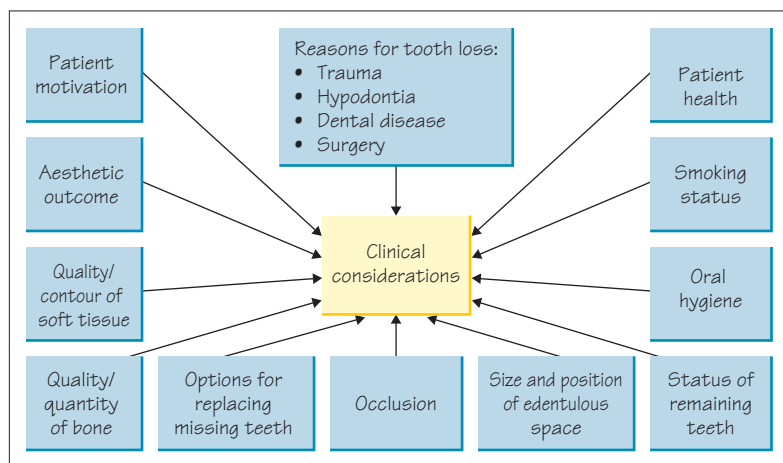 Patient
motivation
Reasons for tooth loss:
• Trauma
• Hypodontia
• Dental disease
• Surgery
Patient
health
Aesthetic
outcome
Smoking
status
Clinical
considerations
Quality/
contour of
soft tissue
Oral
hygiene
Quality/
quantity
of bone
Options for
replacing
missing teeth
Occlusion
Size and position
of edentulous
space
Status of
remaining
teeth